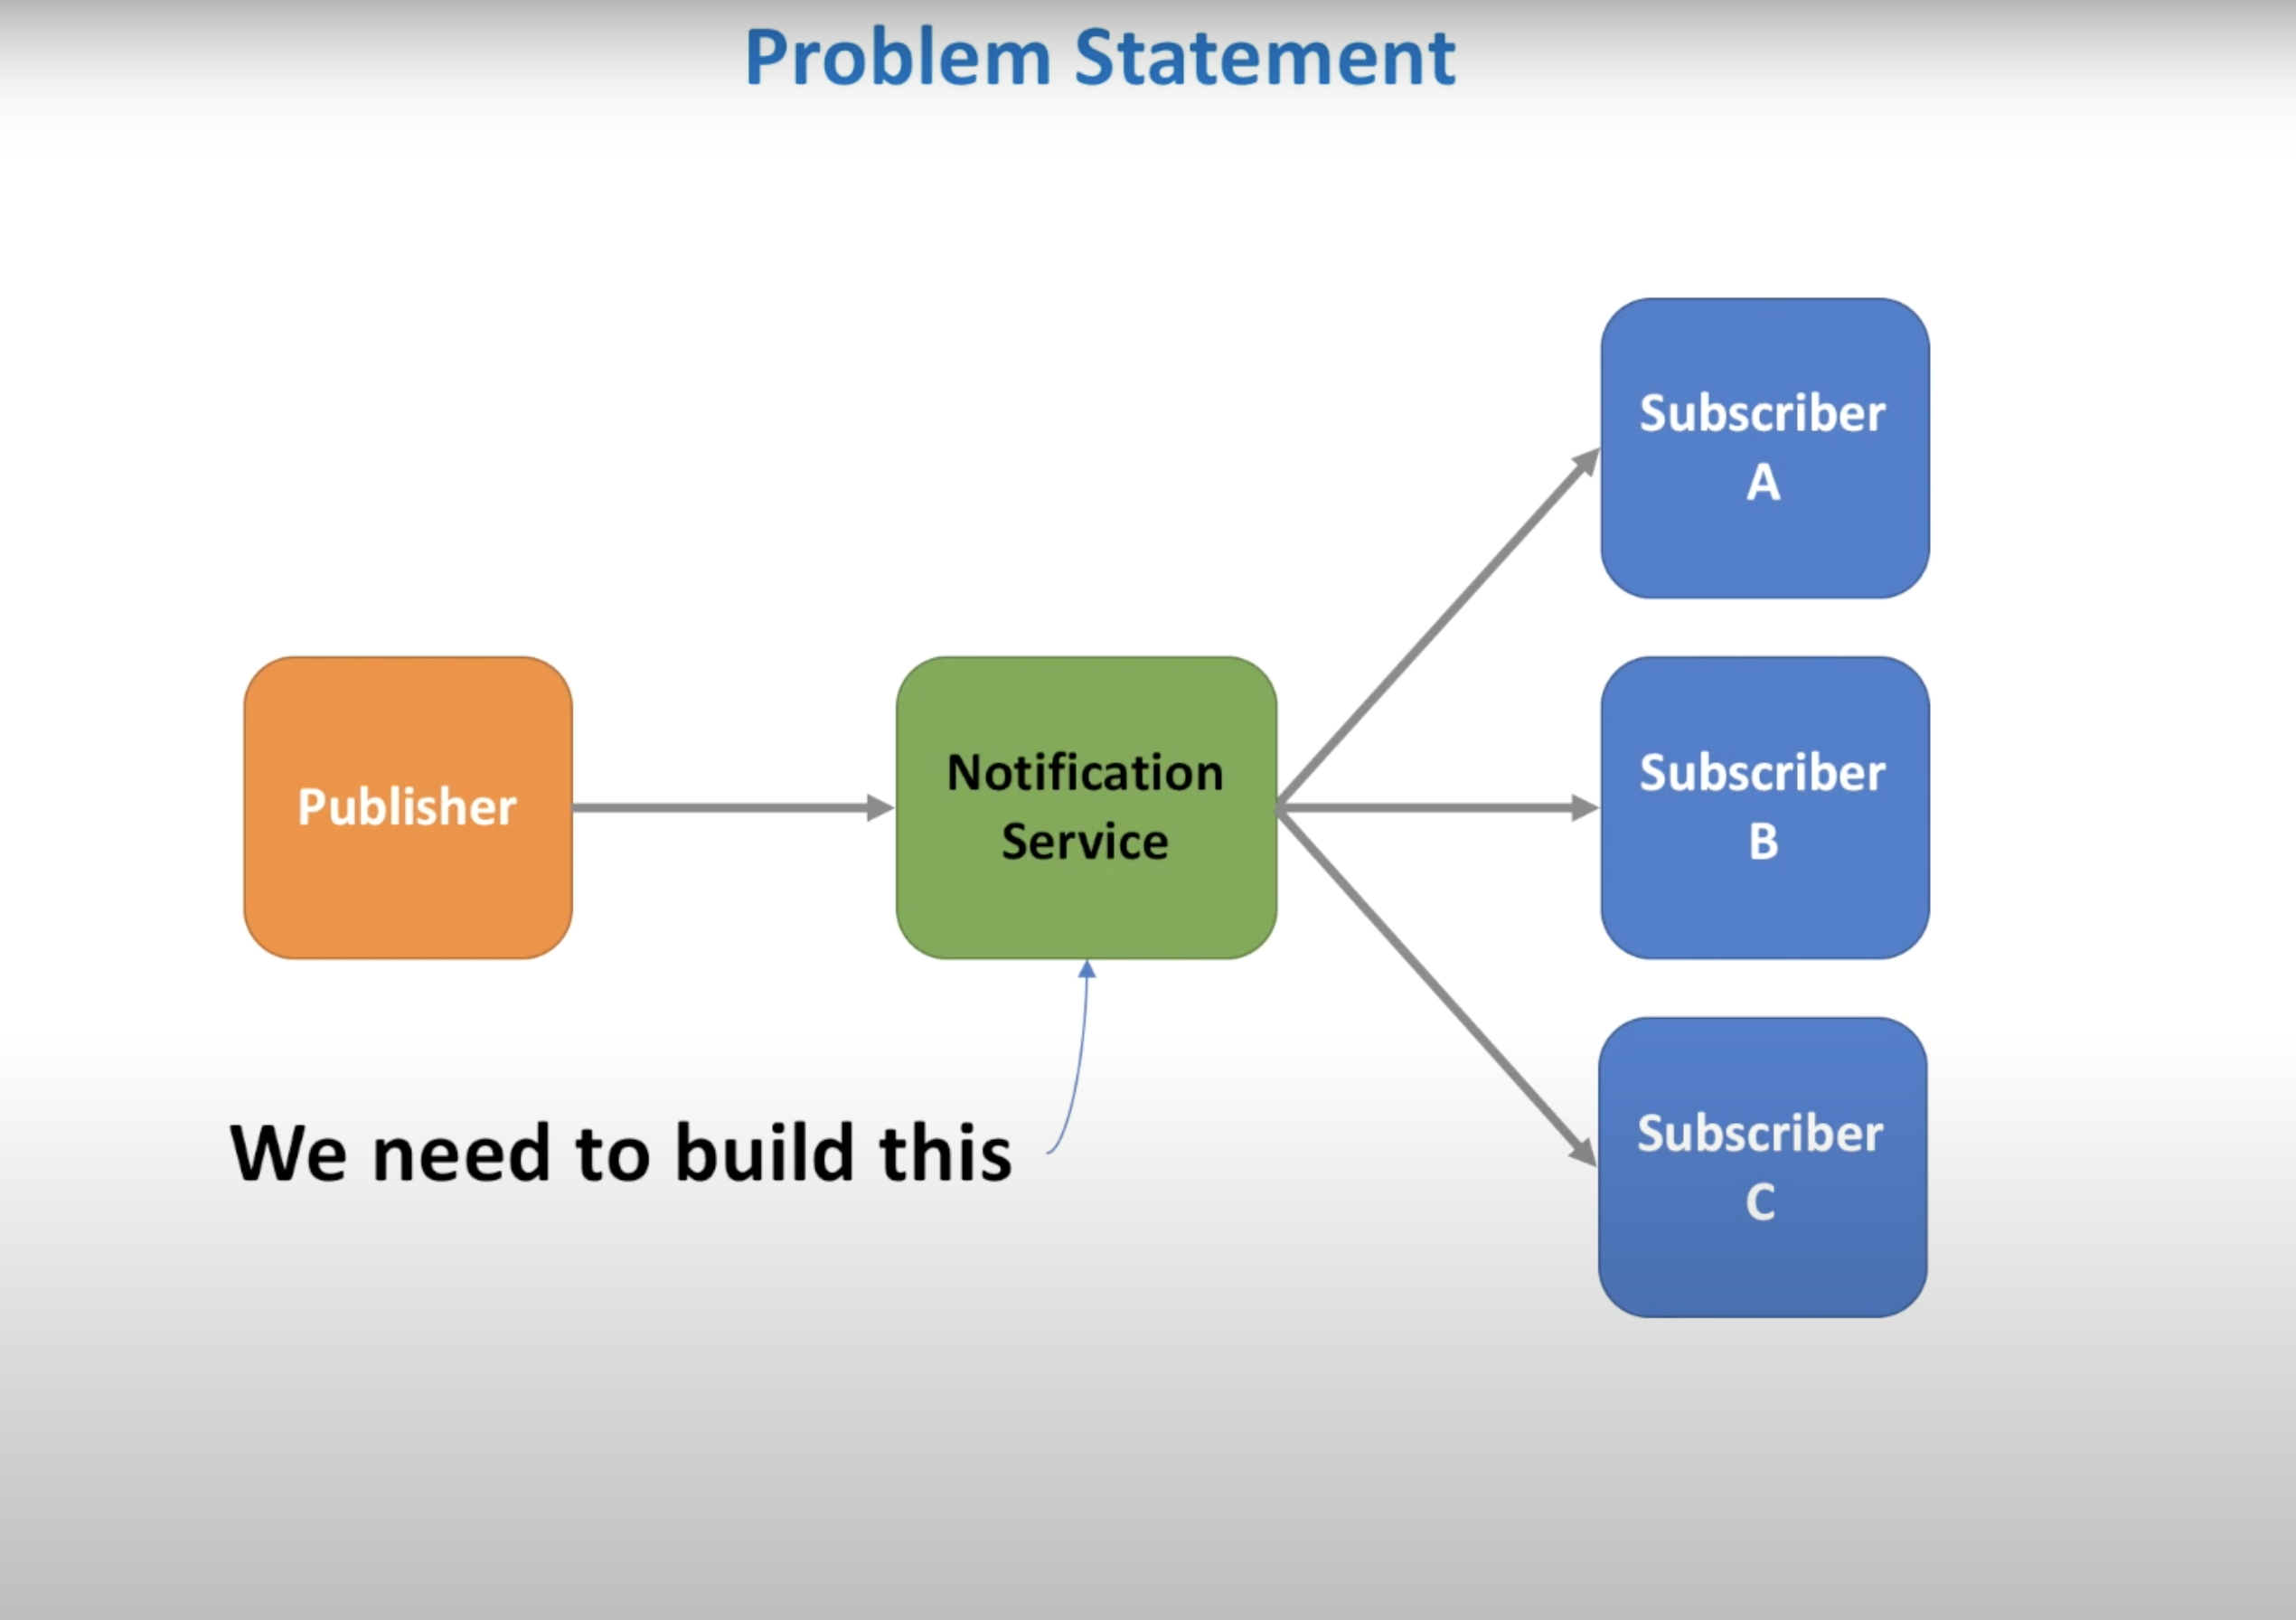 Problem Statement
Subscriber
A
Publisher
Notification
Service
Subscriber
B
We need to build this
Subscriber
C